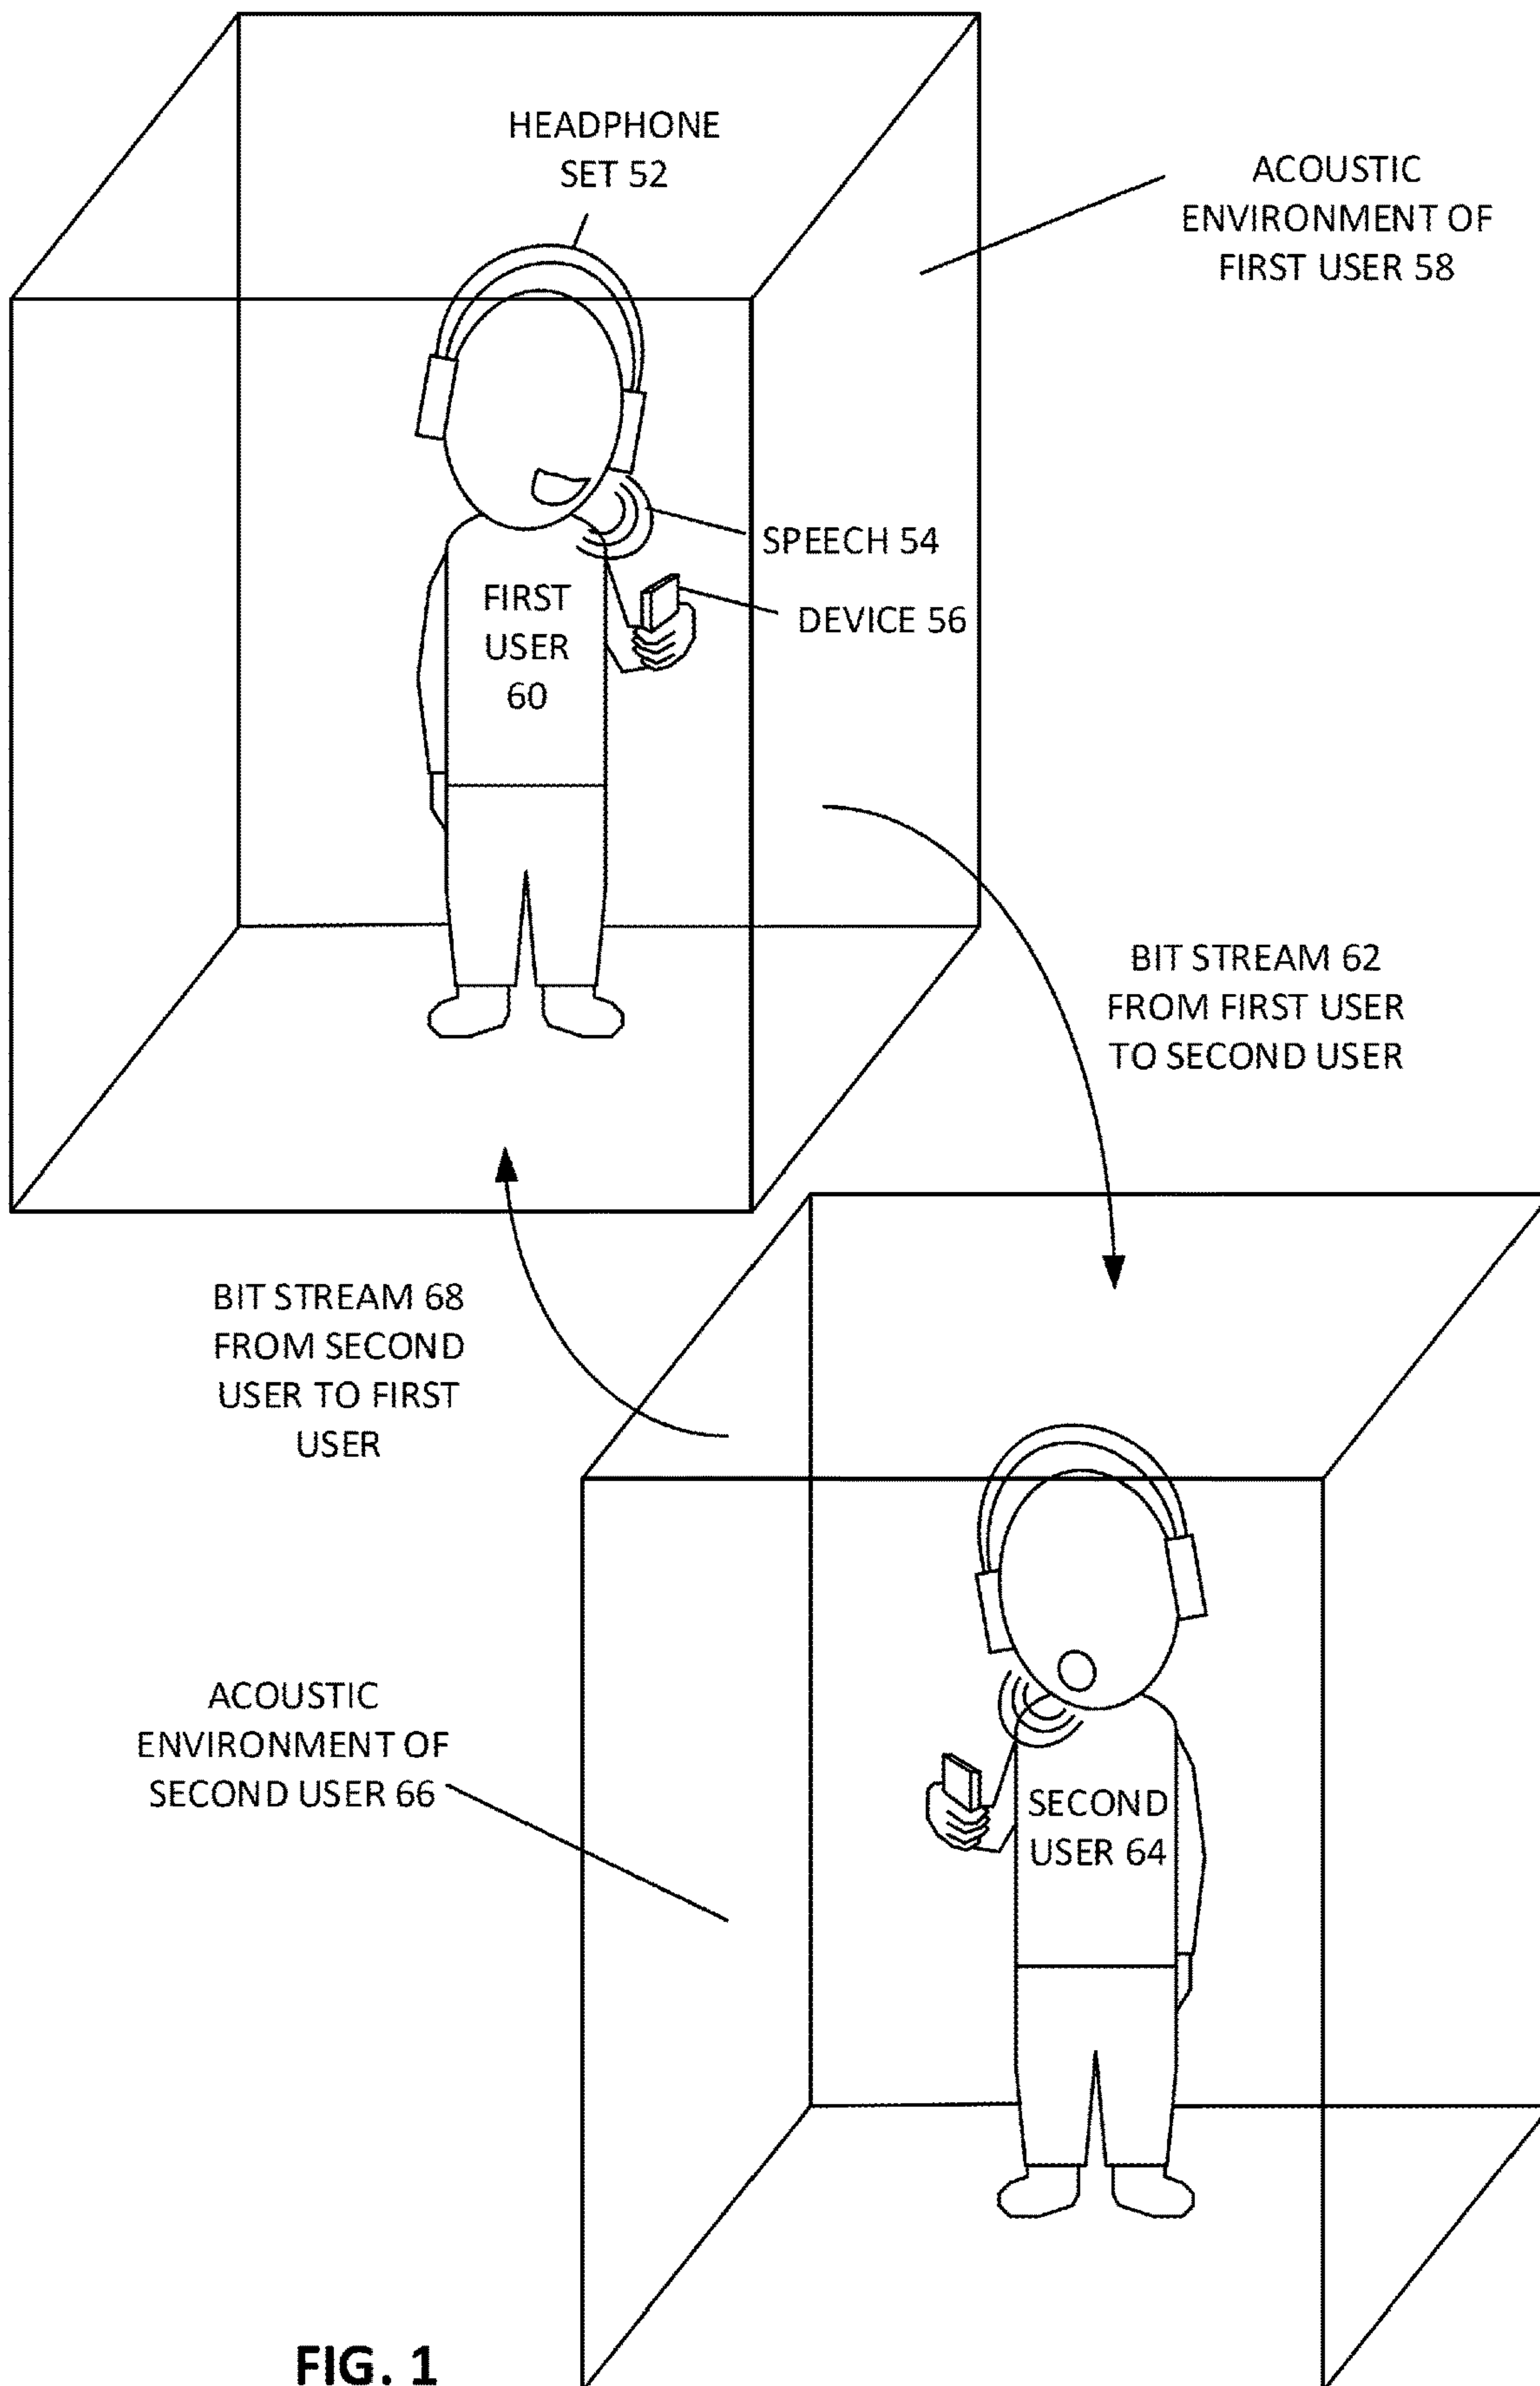 HEADPHONE
SET 52
ACOUSTIC
ENVIRONMENT OF
FIRST USER 58
SPEECH 54
DEVICE 56
FIRST
USER
60
BIT STREAM 62
FROM FIRST USER
TO SECOND USER
BIT STREAM 68
FROM SECOND
USER TO FIRST
USER
ACOUSTIC
ENVIRONMENT OF
SECOND USER 66
SECOND
USER 64
FIG. 1